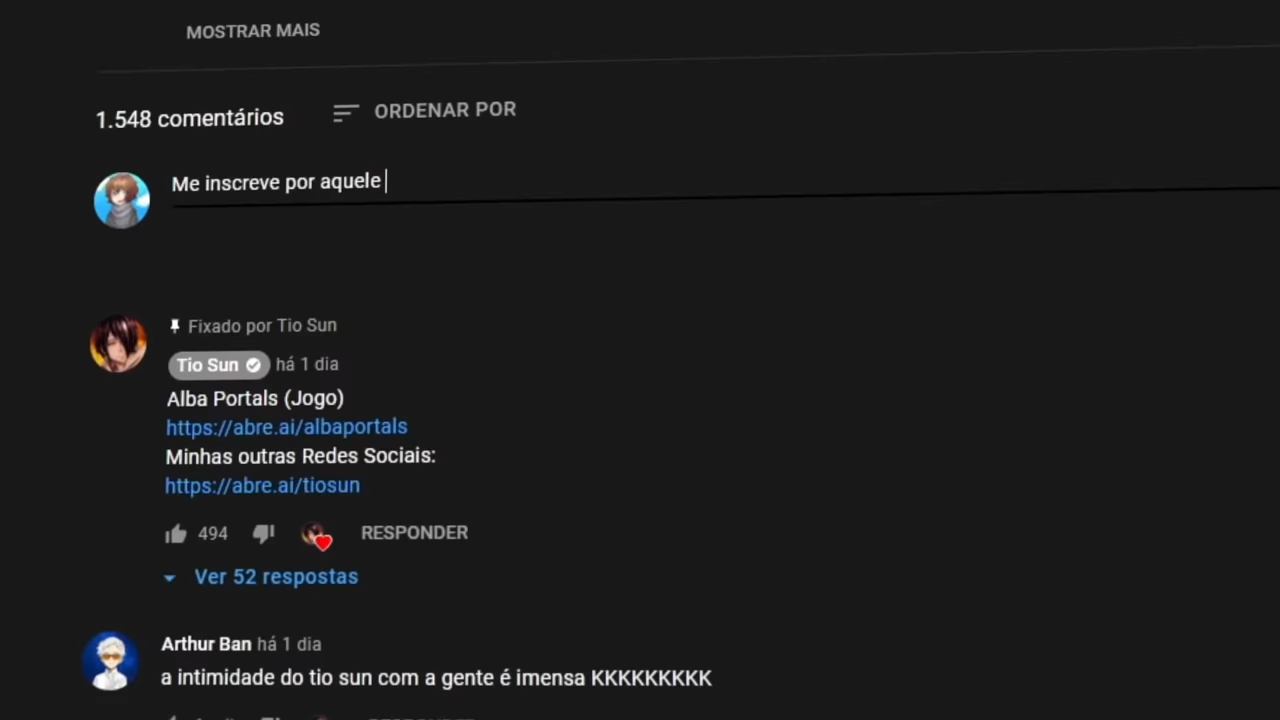 MOSTRAR MAIS
1.548 comentários
ORDENAR POR
Me inscreve por aquele
Fixado por Tio Sun
Tio Sun há 1 dia
Alba Portals (Jogo)
https://abre.ai/albaportals
Minhas outras Redes Sociais:
https://abre.ai/tiosun
494
RESPONDER
Ver 52 respostas
Arthur Ban há 1 dia
a intimidade do tio sun com a gente é imensa KKKKKKKKK